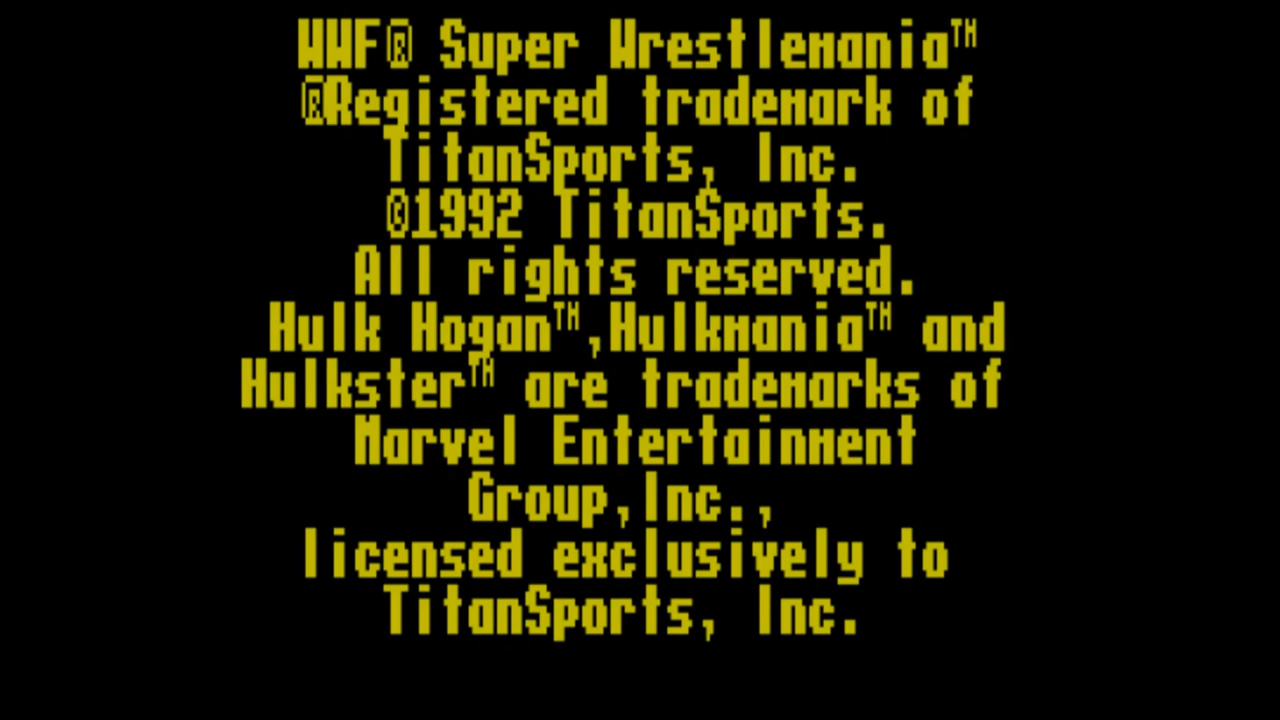 WWF® Super Wrestlemania™
®Registered trademark of
TitanSports, Inc.
©1992 TitanSports.
All rights reserved.
Hulk Hogan™,Hulkmania™ and
Hulkster™ are trademarks of
Marvel Entertainment
Group,Inc.,
licensed exclusively to
TitanSports, Inc.